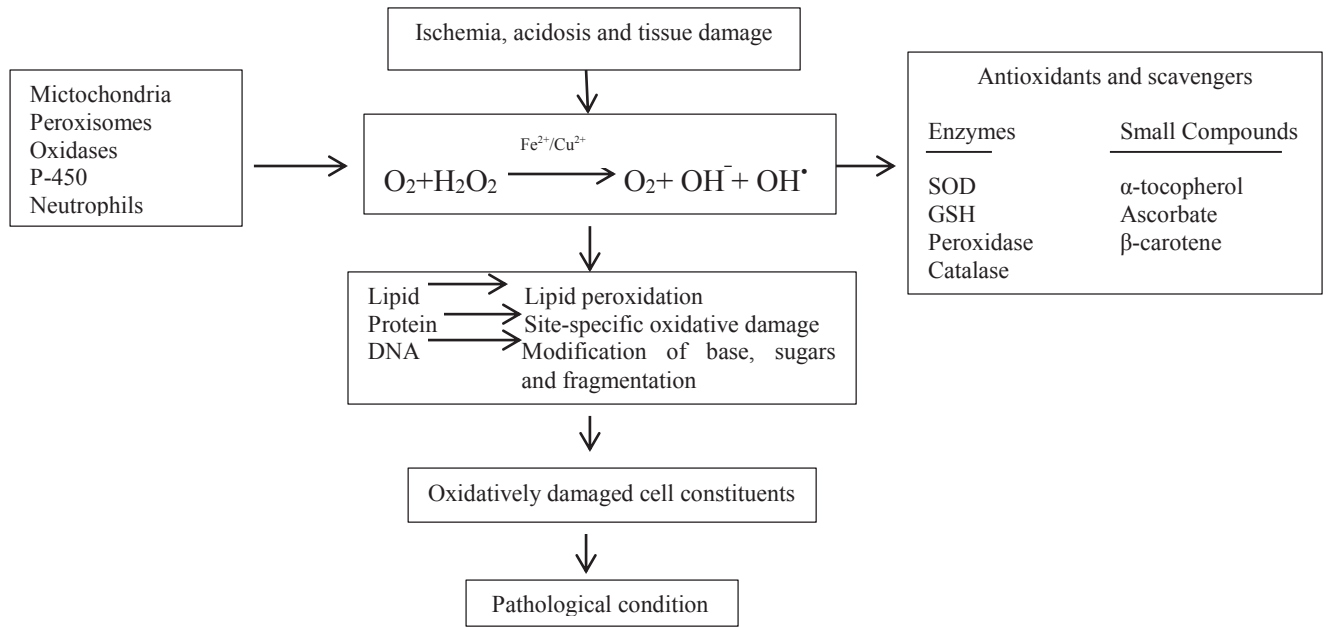 Ischemia, acidosis and tissue damage
Mictochondria
Peroxisomes
Oxidases
P-450
Neutrophils
Fe²⁺/Cu²⁺
O₂+H₂O₂ ⟶ O₂+ OH⁻+ OH•
Antioxidants and scavengers
Enzymes
SOD
GSH
Peroxidase
Catalase
Small Compounds
α-tocopherol
Ascorbate
β-carotene
Lipid ⟶ Lipid peroxidation
Protein ⟶ Site-specific oxidative damage
DNA ⟶ Modification of base, sugars
and fragmentation
Oxidatively damaged cell constituents
Pathological condition